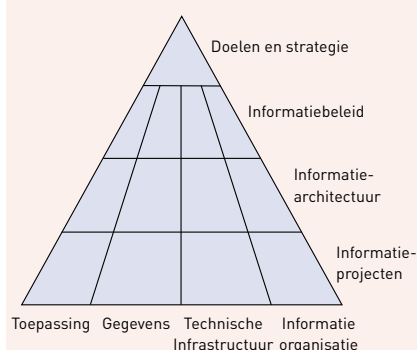 Doelen en strategie
Informatiebeleid
Informatie-
architectuur
Informatie-
projecten
Toepassing Gegevens Technische Informatie
Infrastructuur organisatie